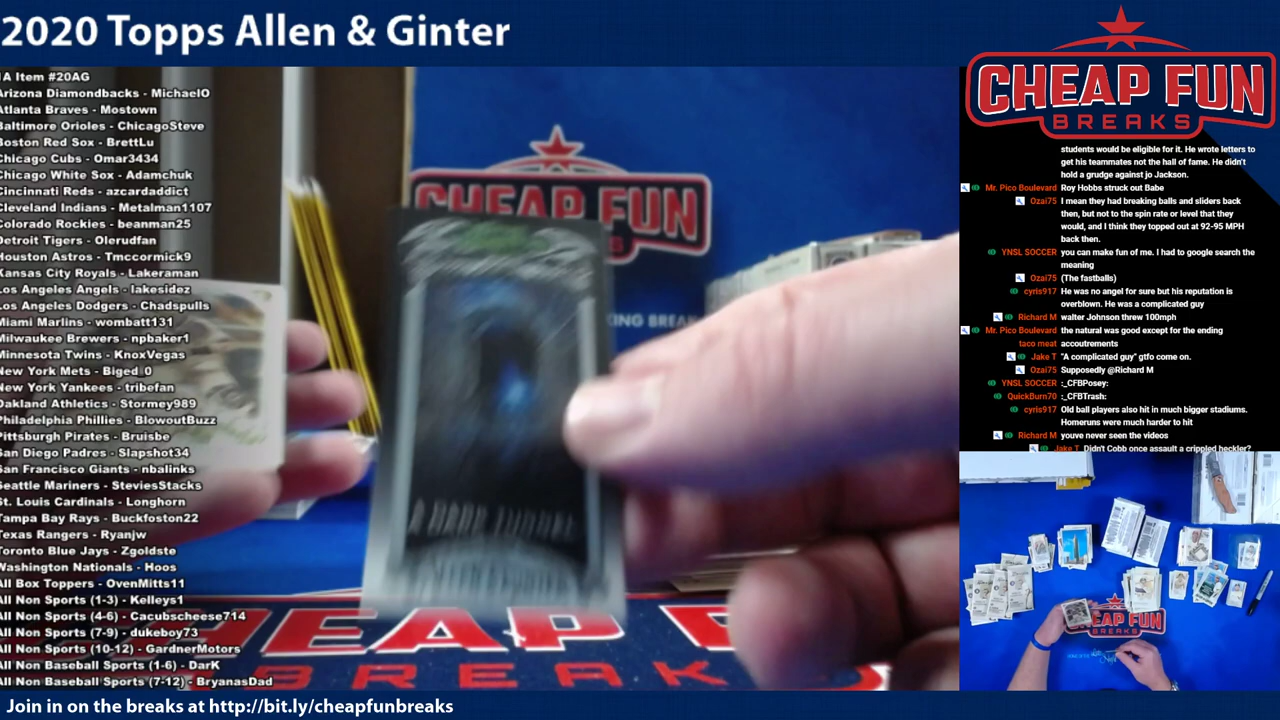 2020 Topps Allen & Ginter
1A Item #20AG
Arizona Diamondbacks - MichaelO
Atlanta Braves - Mostown
Baltimore Orioles - ChicagoSteve
Boston Red Sox - BrettLu
Chicago Cubs - Omar3434
Chicago White Sox - Adamchuk
Cincinnati Reds - azcardaddict
Cleveland Indians - Metalman1107
Colorado Rockies - beanman25
Detroit Tigers - Olerudfan
Houston Astros - Tmccormick9
Kansas City Royals - Lakeraman
Los Angeles Angels - lakesidez
Los Angeles Dodgers - Chadspulls
Miami Marlins - wombatt131
Milwaukee Brewers - npbaker1
Minnesota Twins - KnoxVegas
New York Mets - Biged_0
New York Yankees - tribefan
Oakland Athletics - Stormey989
Philadelphia Phillies - BlowoutBuzz
Pittsburgh Pirates - Bruisbe
San Diego Padres - Slapshot34
San Francisco Giants - nbalinks
Seattle Mariners - SteviesStacks
St. Louis Cardinals - Longhorn
Tampa Bay Rays - Buckfoston22
Texas Rangers - Ryanjw
Toronto Blue Jays - Zgoldste
Washington Nationals - Hoos
All Box Toppers - OvenMitts11
All Non Sports (1-3) - Kelleys1
All Non Sports (4-6) - Cacubscheese714
All Non Sports (7-9) - dukeboy73
All Non Sports (10-12) - GardnerMotors
All Non Baseball Sports (1-6) - DarK
All Non Baseball Sports (7-12) - BryanasDad
CHEAP FUN
KING BREAK
A DARK TUNNEL
CHEAP FUN
BREAKS
CHEAP FUN
BREAKS
students would be eligible for it. He wrote letters to
get his teammates not the hall of fame. He didn't
hold a grudge against jo Jackson.
Mr. Pico Boulevard Roy Hobbs struck out Babe
Ozai75 I mean they had breaking balls and sliders back
then, but not to the spin rate or level that they
would, and I think they topped out at 92-95 MPH
back then.
YNSL SOCCER you can make fun of me. I had to google search the
meaning
Ozai75 (The fastballs)
cyris917 He was no angel for sure but his reputation is
overblown. He was a complicated guy
Richard M walter Johnson threw 100mph
Mr. Pico Boulevard the natural was good except for the ending
taco meat accoutrements
Jake T "A complicated guy" gtfo come on.
Ozai75 Supposedly @Richard M
YNSL SOCCER :_CFBPosey:
QuickBurn70 :_CFBTrash:
cyris917 Old ball players also hit in much bigger stadiums.
Homeruns were much harder to hit
Richard M youve never seen the videos
Jake T Didn't Cobb once assault a crippled heckler?
CHEAP FUN
BREAKS
Join in on the breaks at http://bit.ly/cheapfunbreaks